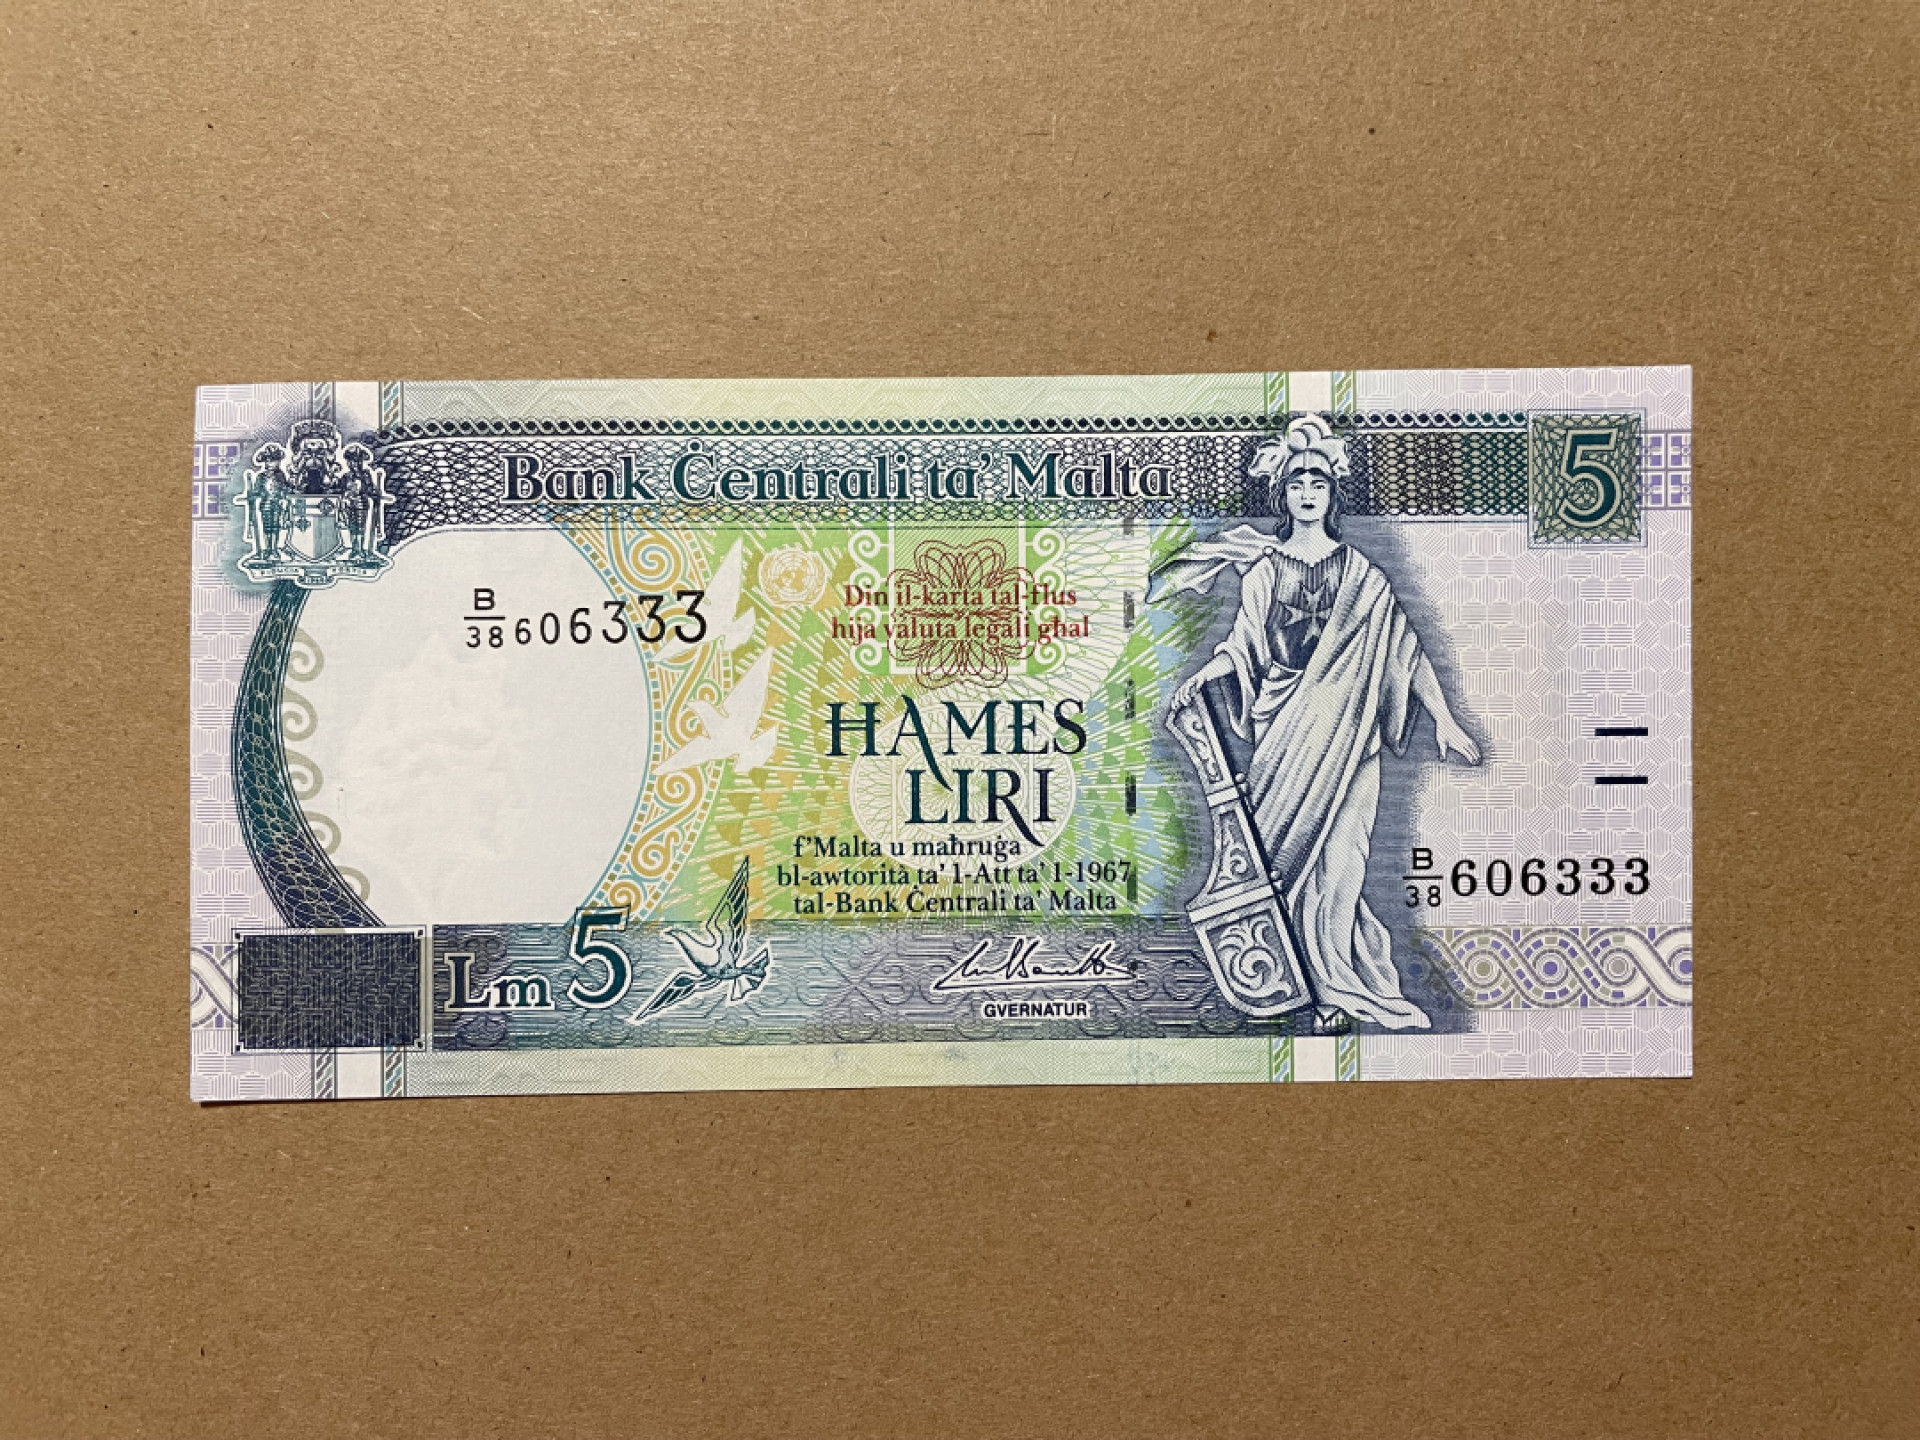 Bank Ċentrali ta' Malta
5
B/38 606333
Din il-karta tal-flus
hija valuta legali għal
ĦAMES
LIRI
f'Malta u maħruġa
bl-awtorità ta' l-Att ta' l-1967
tal-Bank Ċentrali ta' Malta
B/38 606333
Lm 5
GVERNATUR